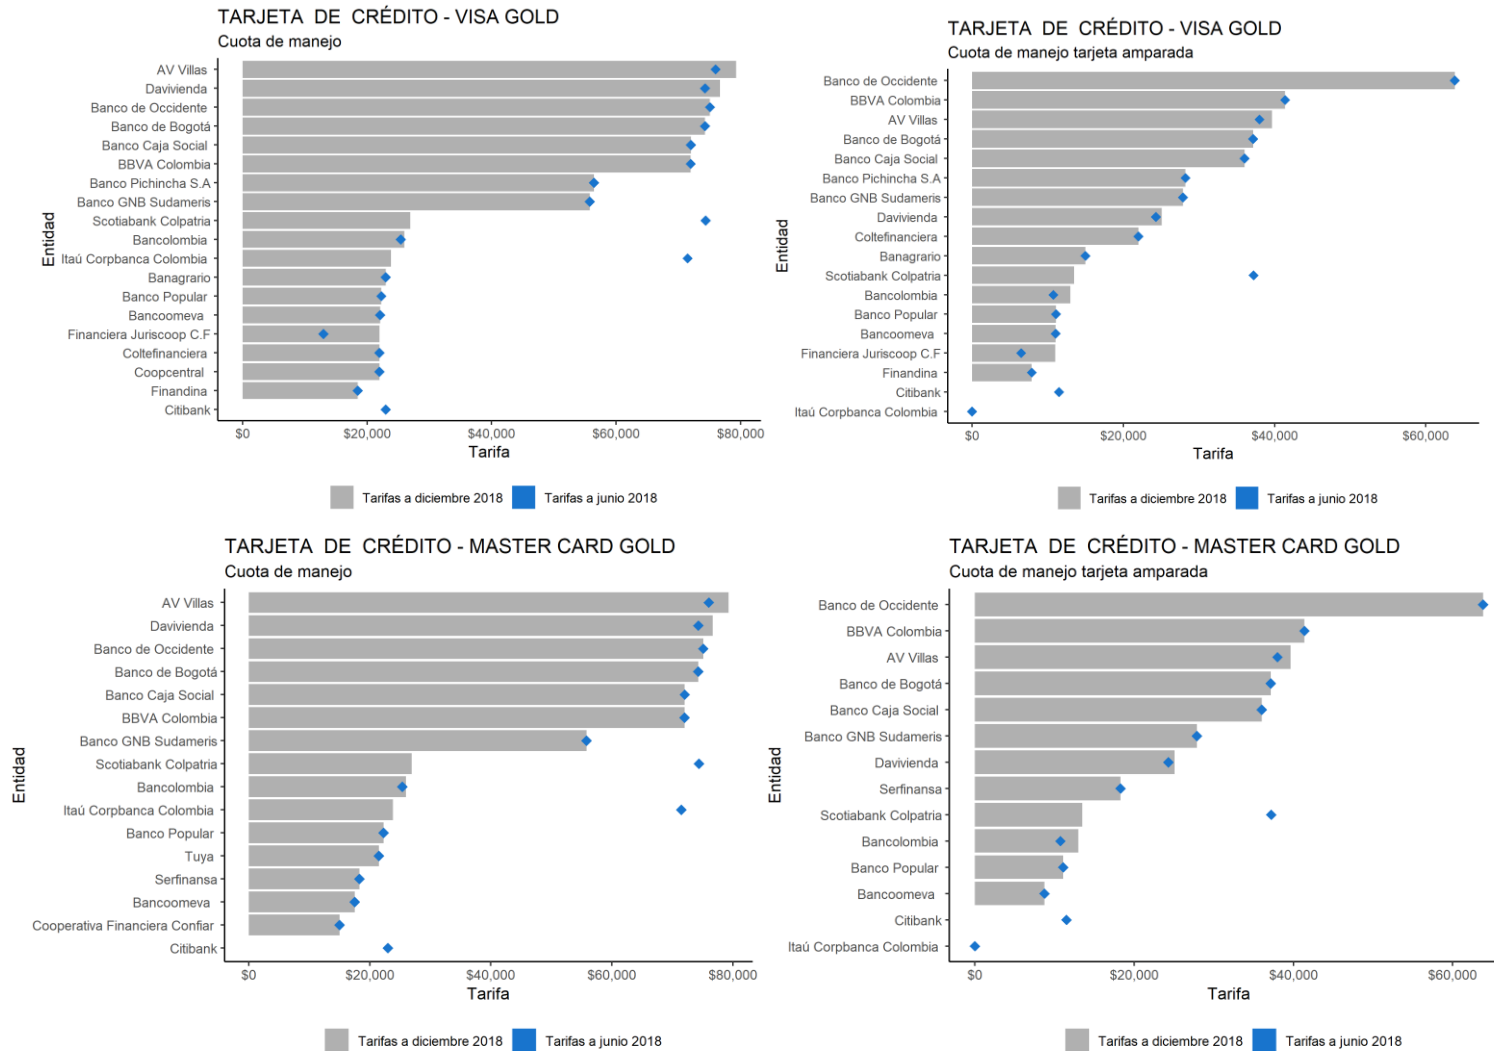 TARJETA DE CRÉDITO - VISA GOLD
Cuota de manejo
Entidad
AV Villas
Davivienda
Banco de Occidente
Banco de Bogotá
Banco Caja Social
BBVA Colombia
Banco Pichincha S.A
Banco GNB Sudameris
Scotiabank Colpatria
Bancolombia
Itaú Corpbanca Colombia
Banagrario
Banco Popular
Bancoomeva
Financiera Juriscoop C.F
Coltefinanciera
Coopcentral
Finandina
Citibank
$0 $20,000 $40,000 $60,000 $80,000
Tarifa
Tarifas a diciembre 2018 Tarifas a junio 2018
TARJETA DE CRÉDITO - VISA GOLD
Cuota de manejo tarjeta amparada
Entidad
Banco de Occidente
BBVA Colombia
AV Villas
Banco de Bogotá
Banco Caja Social
Banco Pichincha S.A
Banco GNB Sudameris
Davivienda
Coltefinanciera
Banagrario
Scotiabank Colpatria
Bancolombia
Banco Popular
Bancoomeva
Financiera Juriscoop C.F
Finandina
Citibank
Itaú Corpbanca Colombia
$0 $20,000 $40,000 $60,000
Tarifa
Tarifas a diciembre 2018 Tarifas a junio 2018
TARJETA DE CRÉDITO - MASTER CARD GOLD
Cuota de manejo
Entidad
AV Villas
Davivienda
Banco de Occidente
Banco de Bogotá
Banco Caja Social
BBVA Colombia
Banco GNB Sudameris
Scotiabank Colpatria
Bancolombia
Itaú Corpbanca Colombia
Banco Popular
Tuya
Serfinansa
Bancoomeva
Cooperativa Financiera Confiar
Citibank
$0 $20,000 $40,000 $60,000 $80,000
Tarifa
Tarifas a diciembre 2018 Tarifas a junio 2018
TARJETA DE CRÉDITO - MASTER CARD GOLD
Cuota de manejo tarjeta amparada
Entidad
Banco de Occidente
BBVA Colombia
AV Villas
Banco de Bogotá
Banco Caja Social
Banco GNB Sudameris
Davivienda
Serfinansa
Scotiabank Colpatria
Bancolombia
Banco Popular
Bancoomeva
Citibank
Itaú Corpbanca Colombia
$0 $20,000 $40,000 $60,000
Tarifa
Tarifas a diciembre 2018 Tarifas a junio 2018